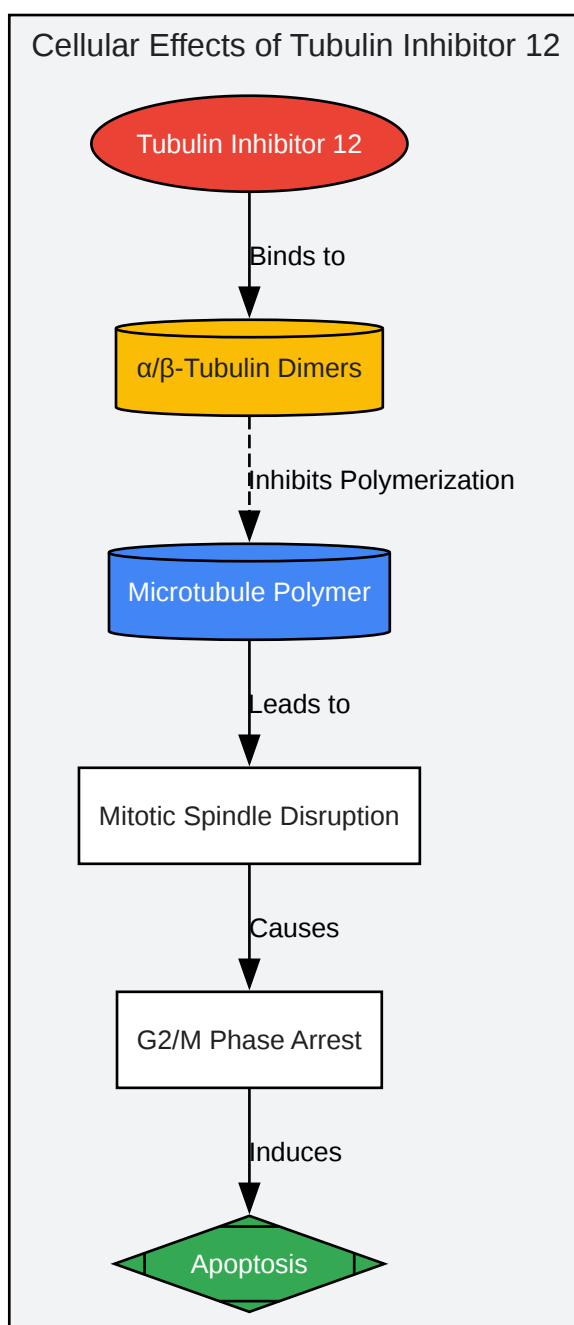 Cellular Effects of Tubulin Inhibitor 12
Tubulin Inhibitor 12
Binds to
α/β-Tubulin Dimers
Inhibits Polymerization
Microtubule Polymer
Leads to
Mitotic Spindle Disruption
Causes
G2/M Phase Arrest
Induces
Apoptosis